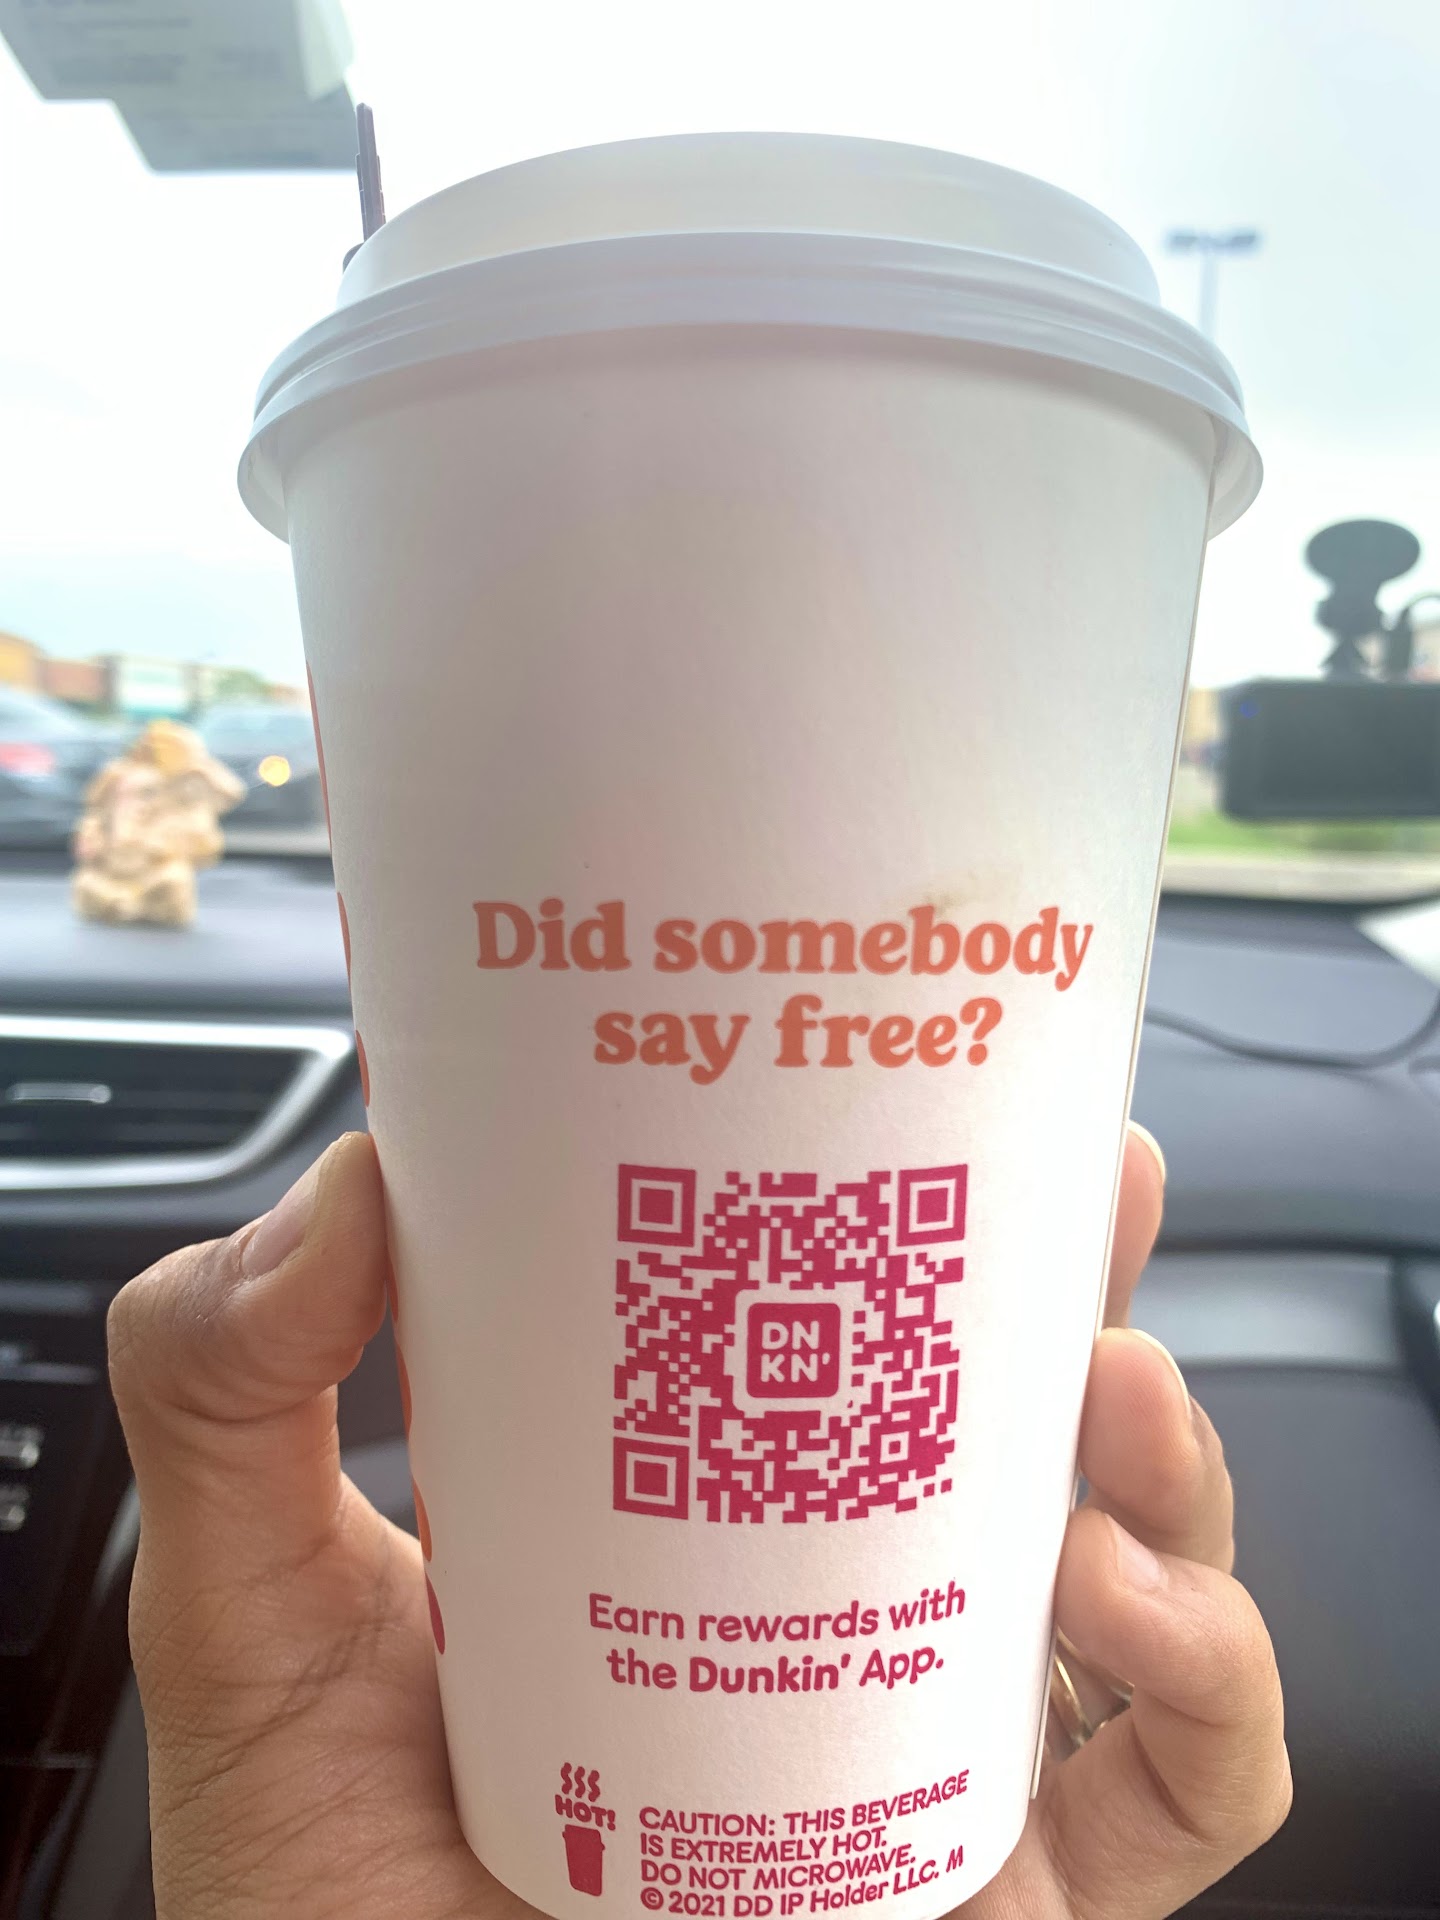 Did somebody
say free?
DN
KN'
Earn rewards with
the Dunkin' App.
HOT!
CAUTION: THIS BEVERAGE
IS EXTREMELY HOT.
DO NOT MICROWAVE.
© 2021 DD IP Holder LLC. M